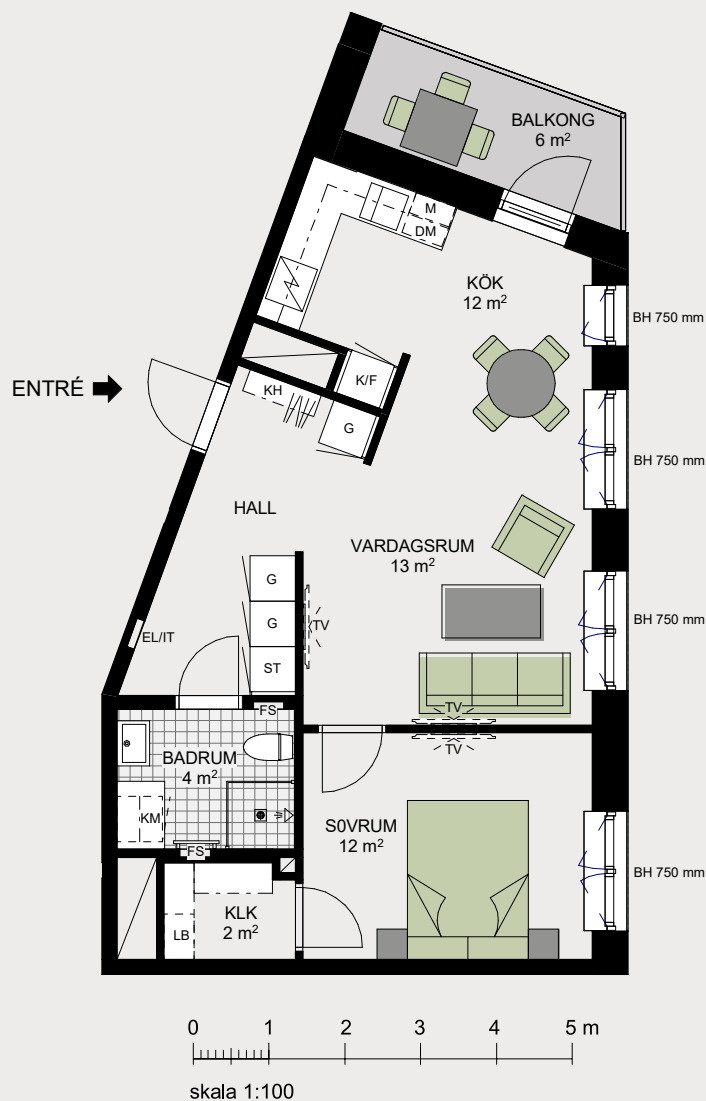 BALKONG
6 m²
M
DM
KÖK
12 m²
BH 750 mm
K/F
ENTRÉ
KH
G
BH 750 mm
HALL
VARDAGSRUM
13 m²
G
G
TV
BH 750 mm
EL/IT
ST
FS
TV
TV
BADRUM
4 m²
KM
S0VRUM
12 m²
FS
BH 750 mm
KLK
2 m²
LB
0 1 2 3 4 5 m
skala 1:100